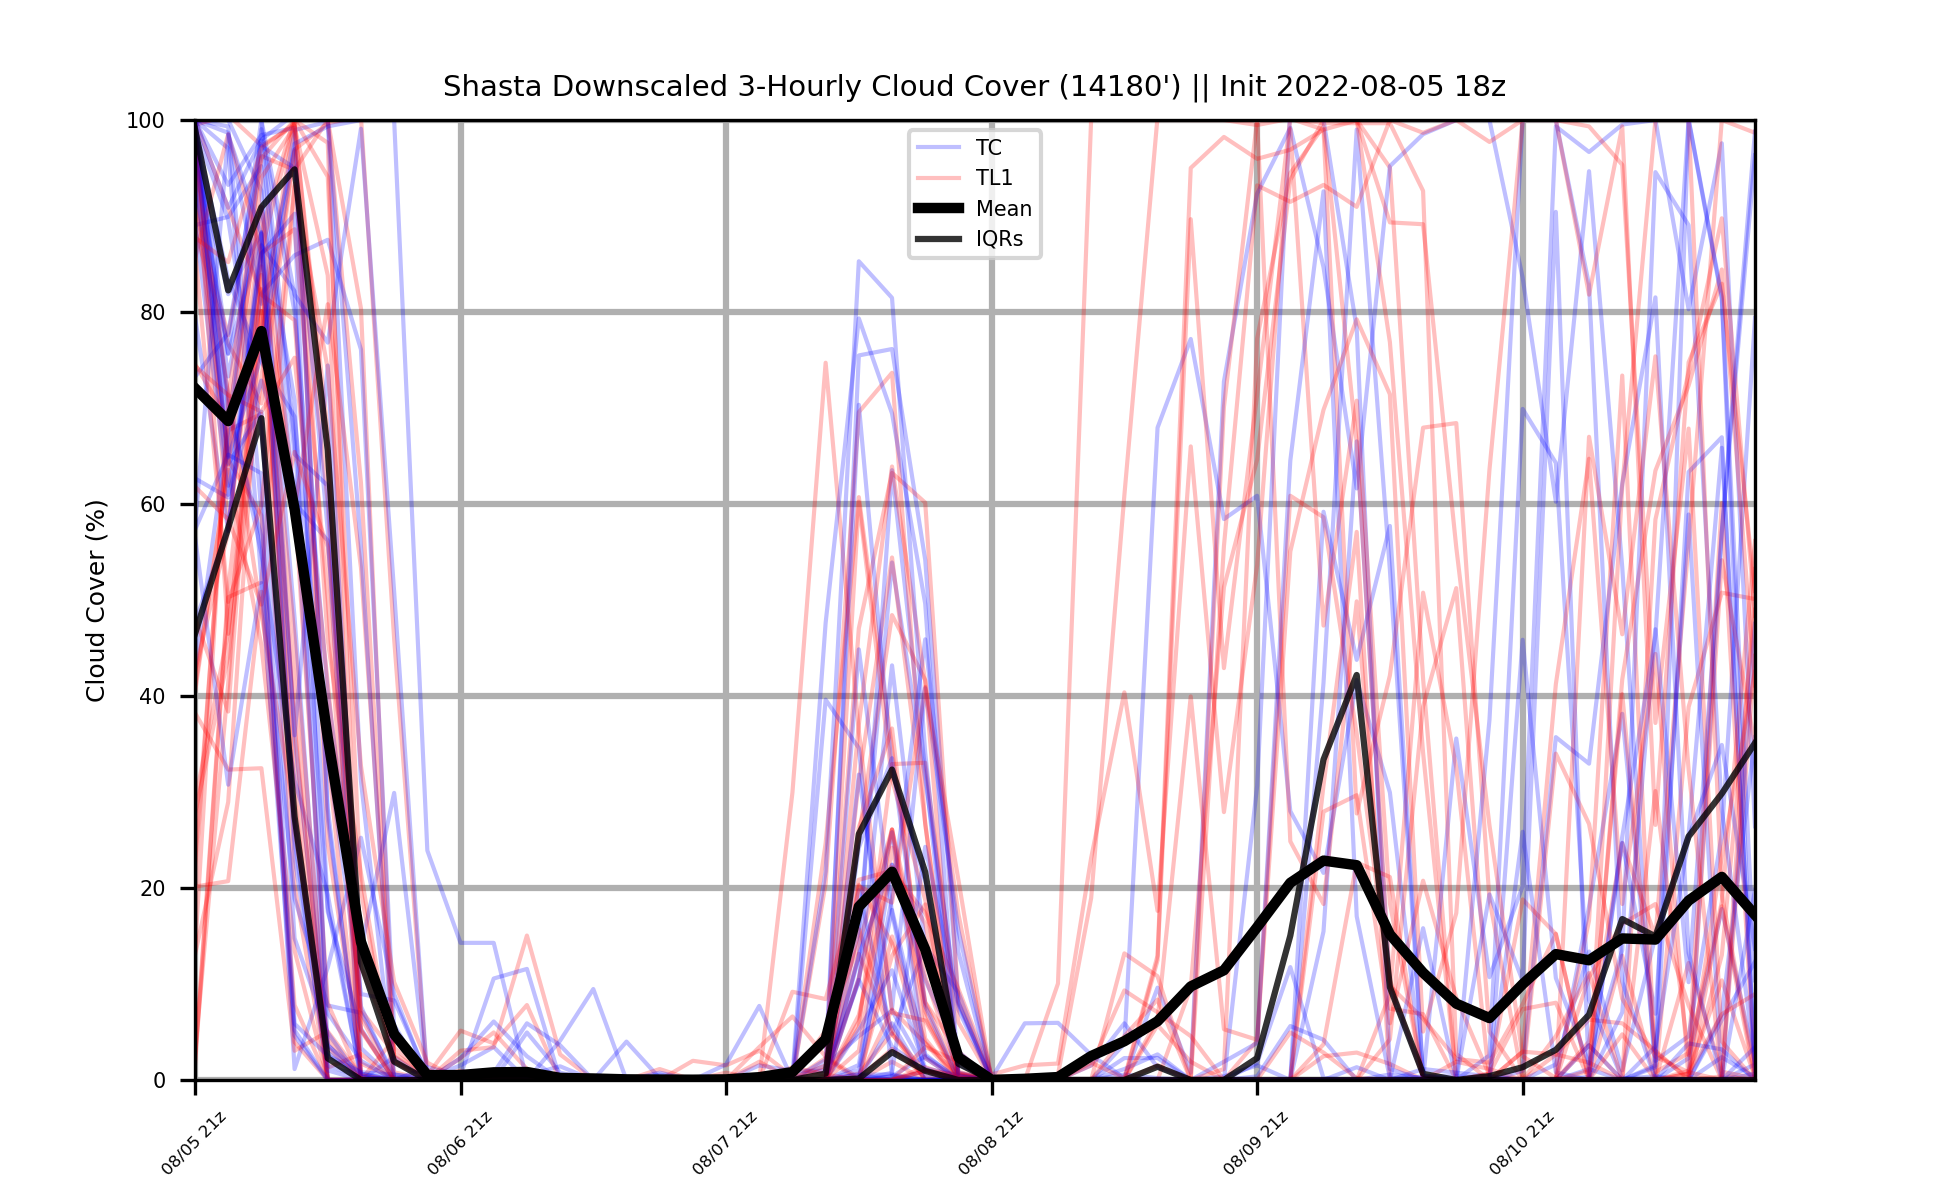 Shasta Downscaled 3-Hourly Cloud Cover (14180') || Init 2022-08-05 18z
TC
TL1
Mean
IQRs
Cloud Cover (%)
100
80
60
40
20
0
08/05 21z
08/06 21z
08/07 21z
08/08 21z
08/09 21z
08/10 21z